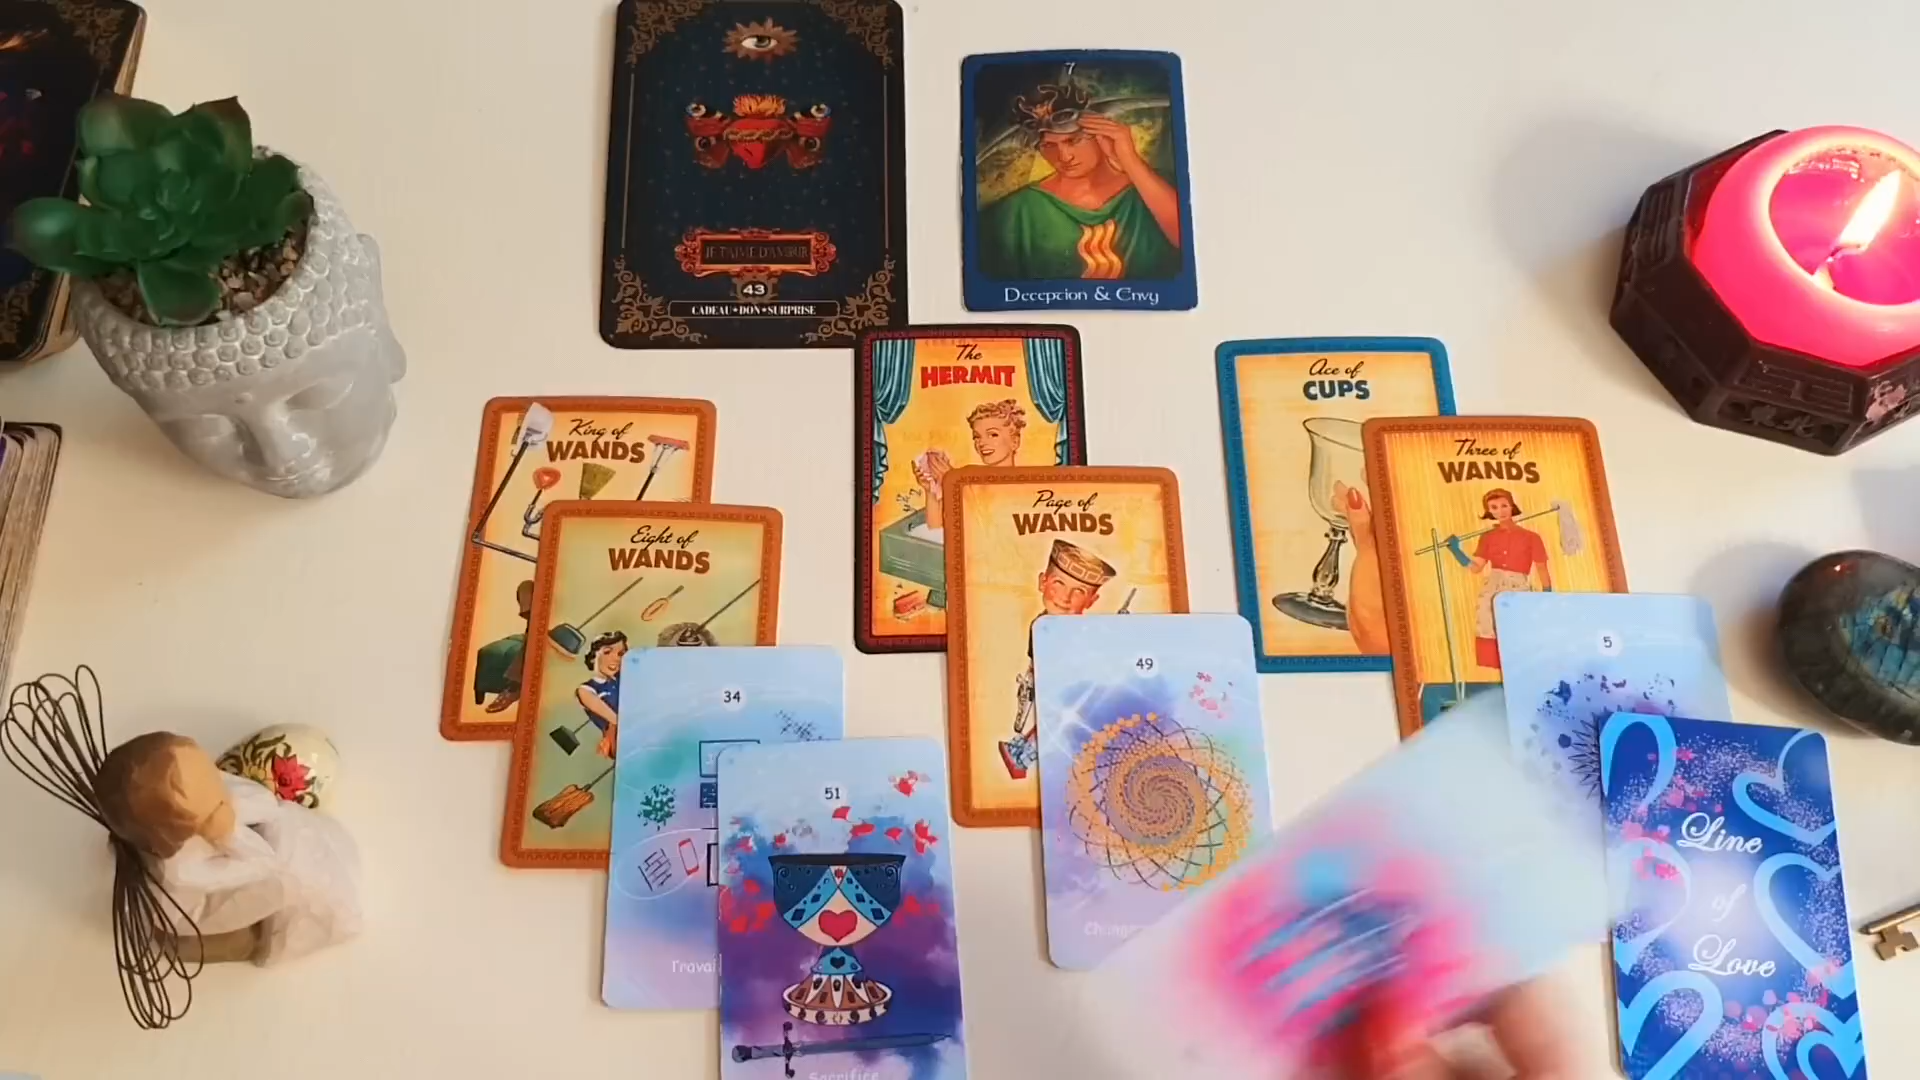 JE T'AIME D'AMOUR
43
CADEAU • DON • SURPRISE
7
Deception & Envy
The
HERMIT
Ace of
CUPS
King of
WANDS
Three of
WANDS
Page of
WANDS
Eight of
WANDS
5
49
34
51
Sacrifice
Line
of
Love